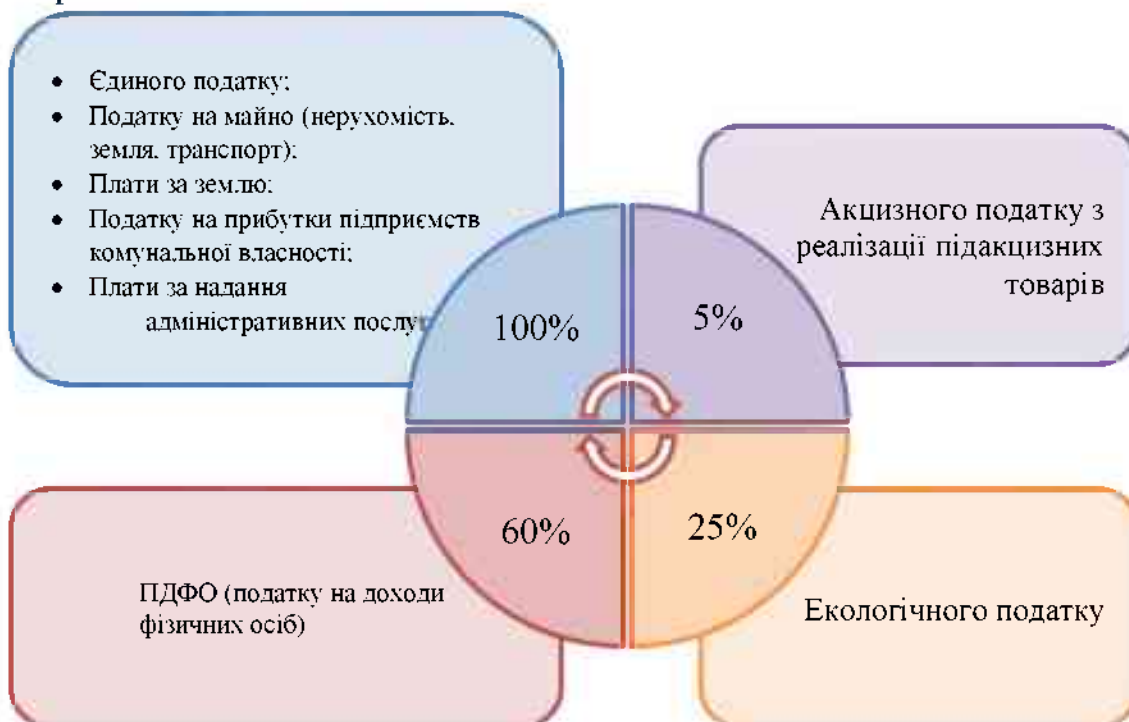 Єдиного податку;
Податку на майно (нерухомість,
земля, транспорт);
Плати за землю;
Податку на прибутки підприємств
комунальної власності;
Плати за надання
адміністративних послуг
Акцизного податку з
реалізації підакцизних
товарів
100%
5%
60%
25%
ПДФО (податку на доходи
фізичних осіб)
Екологічного податку